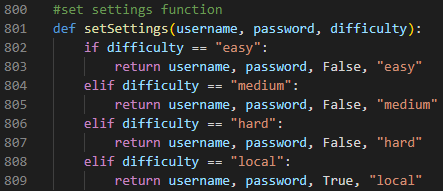 800 #set settings function
801 def setSettings(username, password, difficulty):
802 if difficulty == "easy":
803 return username, password, False, "easy"
804 elif difficulty == "medium":
805 return username, password, False, "medium"
806 elif difficulty == "hard":
807 return username, password, False, "hard"
808 elif difficulty == "local":
809 return username, password, True, "local"